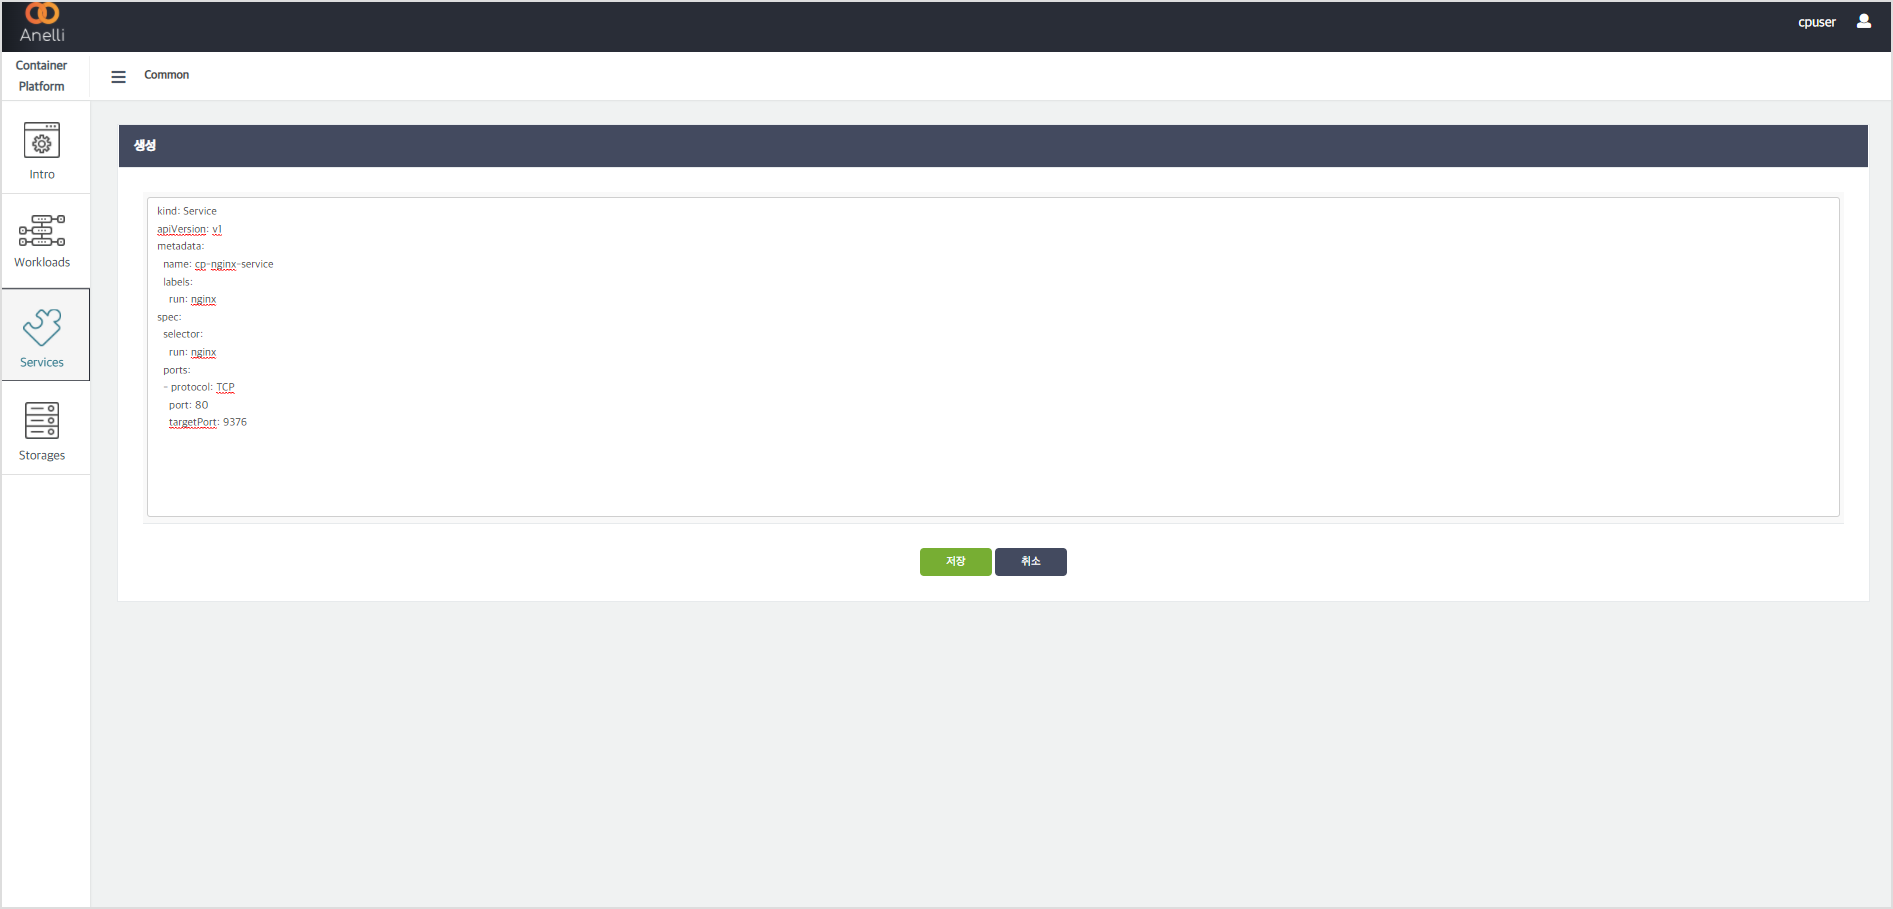 Anelli
cpuser
Container
Platform
Common
Intro
Workloads
Services
Storages
생성
kind: Service
apiVersion: v1
metadata:
  name: cp-nginx-service
  labels:
    run: nginx
spec:
  selector:
    run: nginx
  ports:
  - protocol: TCP
    port: 80
    targetPort: 9376
저장 취소